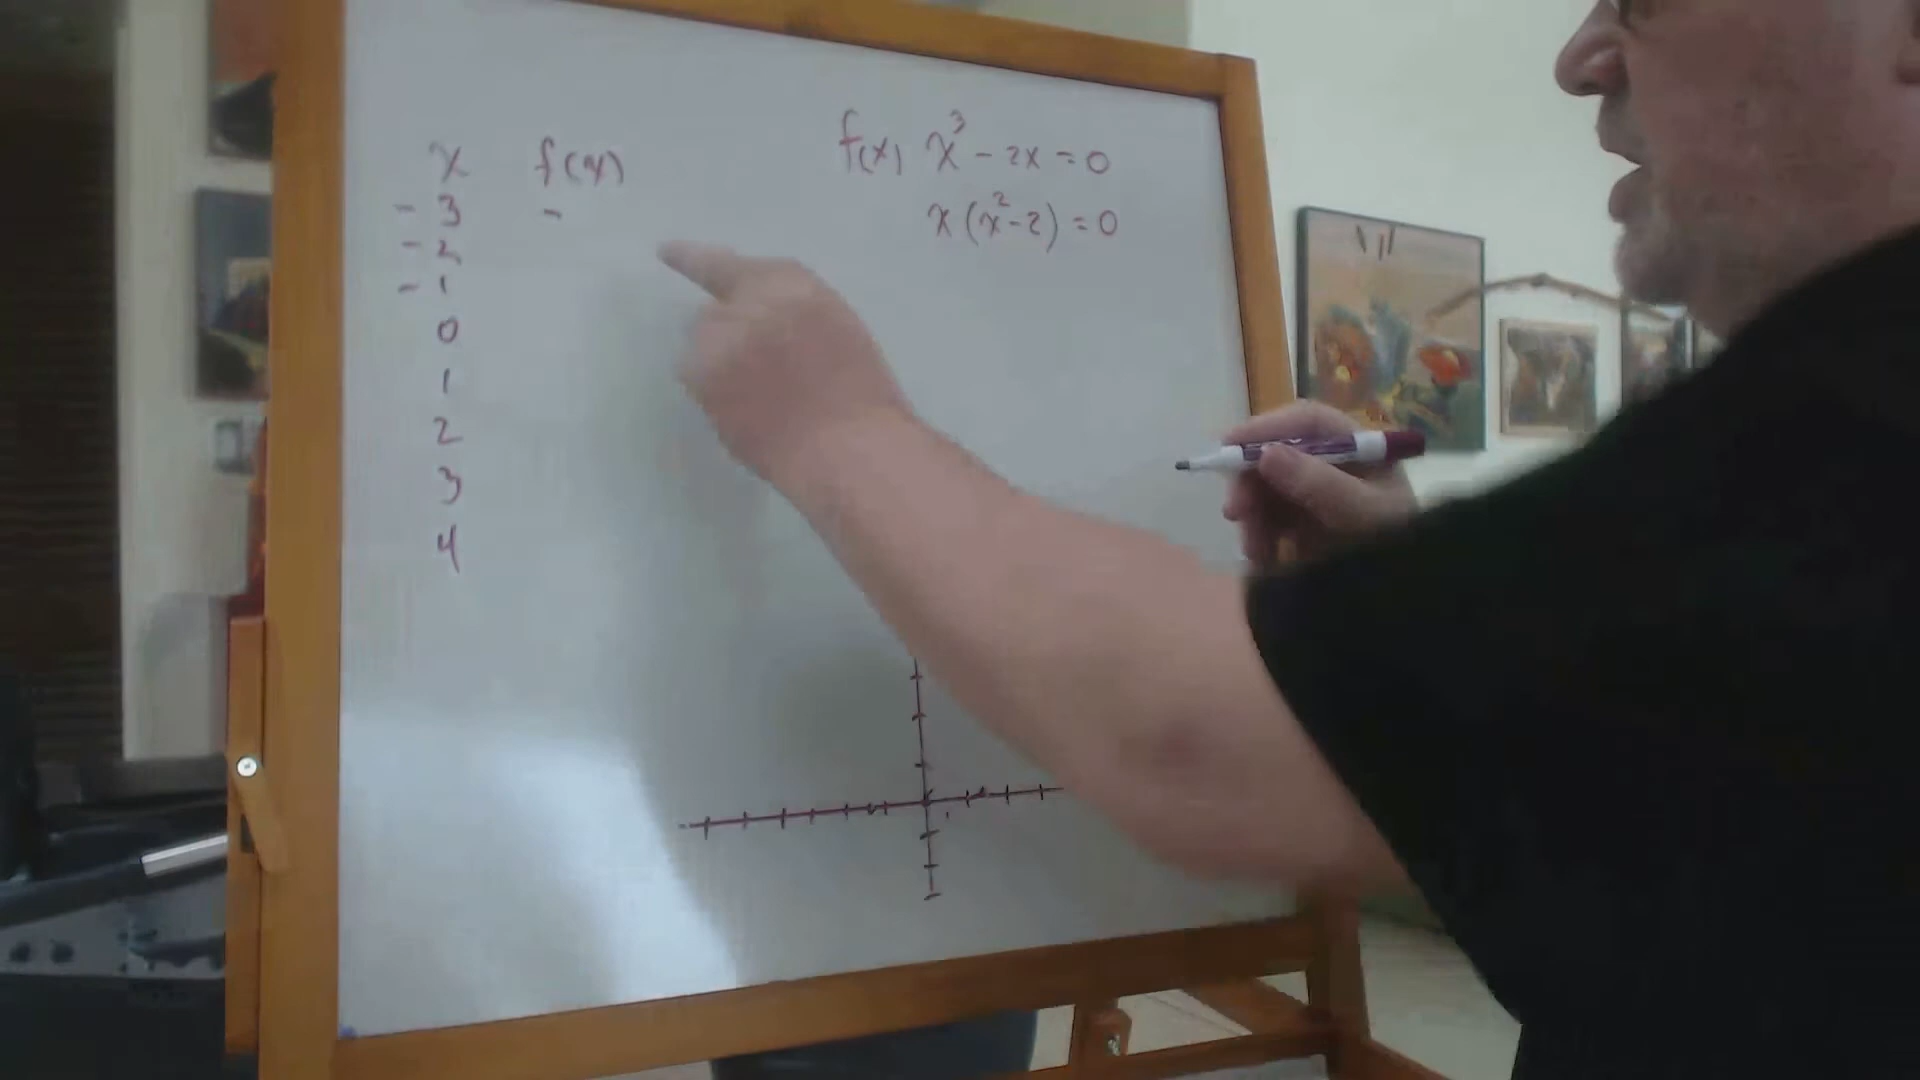 x f(x)
-3 -
-2
-1
0
1
2
3
4
f(x) x³ - 2x = 0
x(x² - 2) = 0